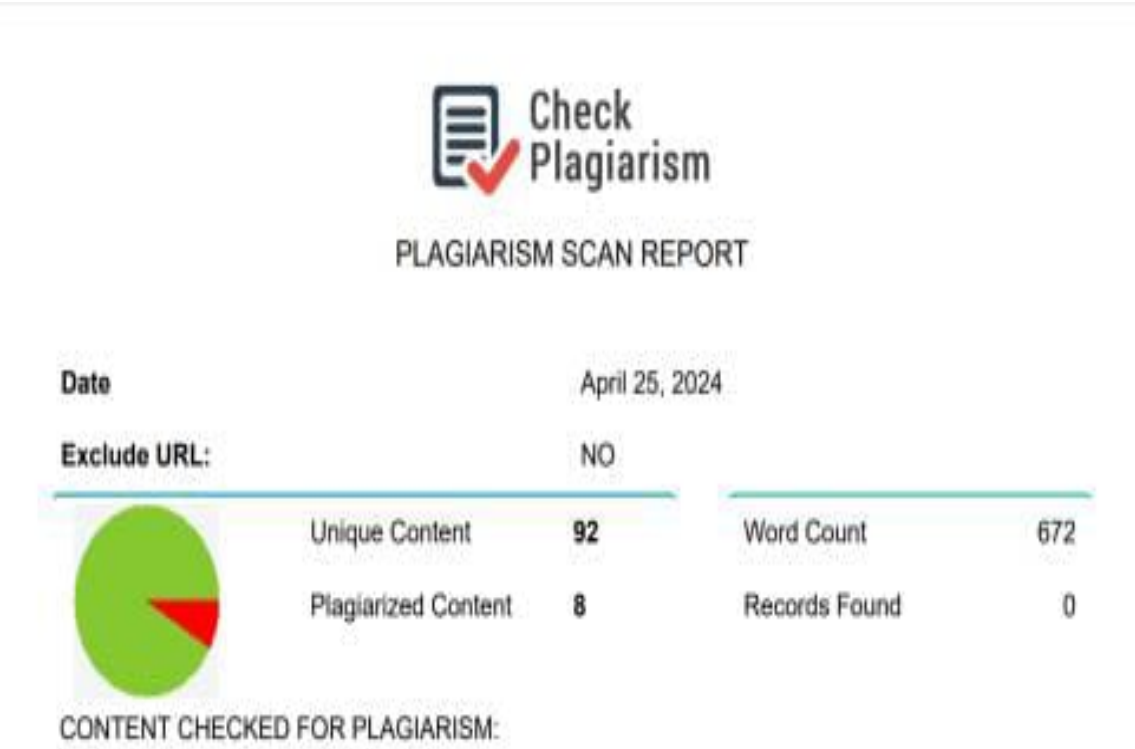 Check
Plagiarism
PLAGIARISM SCAN REPORT
Date April 25, 2024
Exclude URL: NO
Unique Content 92 Word Count 672
Plagiarized Content 8 Records Found 0
CONTENT CHECKED FOR PLAGIARISM: